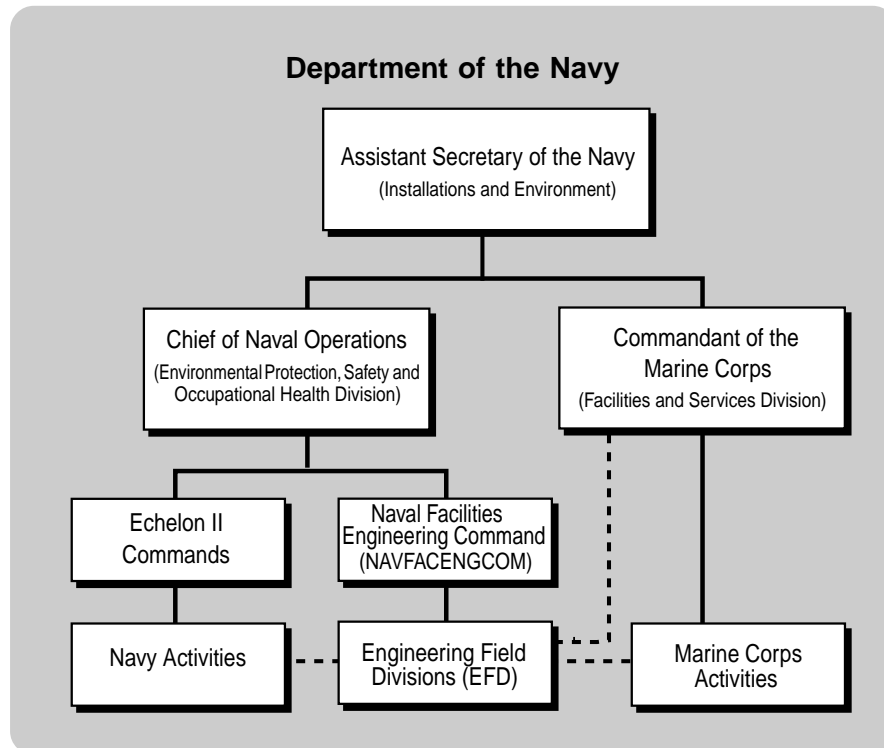 Department of the Navy
Assistant Secretary of the Navy
(Installations and Environment)
Chief of Naval Operations
(Environmental Protection, Safety and
Occupational Health Division)
Commandant of the
Marine Corps
(Facilities and Services Division)
Echelon II
Commands
Naval Facilities
Engineering Command
(NAVFACENGCOM)
Navy Activities
Engineering Field
Divisions (EFD)
Marine Corps
Activities